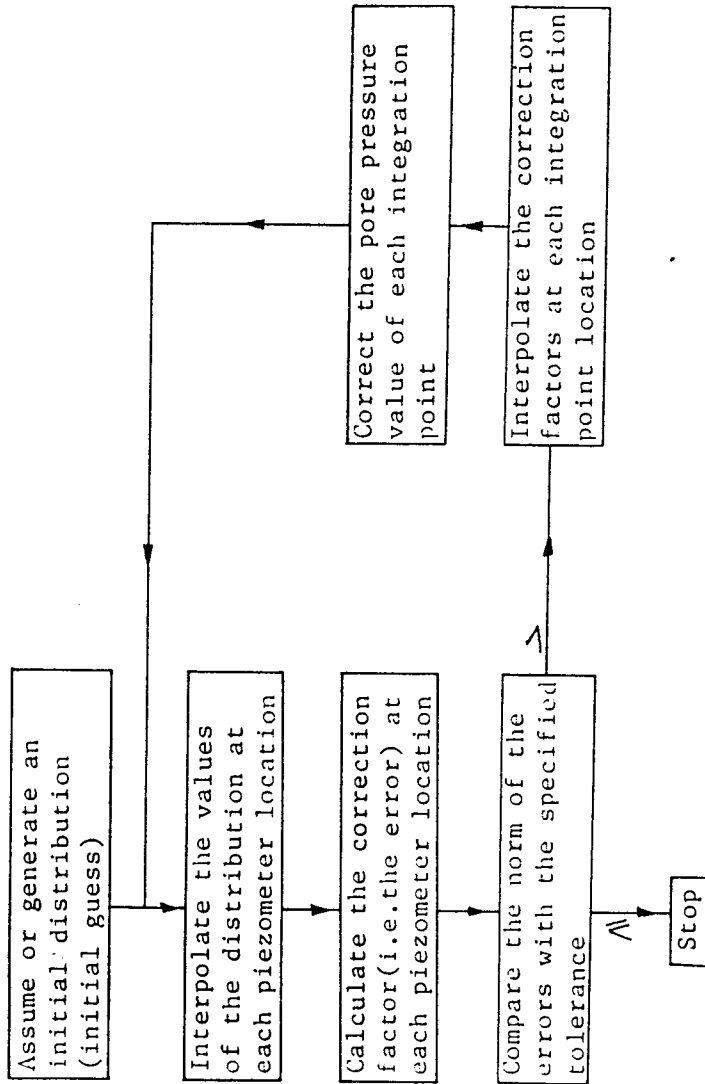 Assume or generate an
initial distribution
(initial guess)
Interpolate the values
of the distribution at
each piezometer location
Calculate the correction
factor(i.e.the error) at
each piezometer location
Compare the norm of the
errors with the specified
tolerance
>
⩽
Stop
Interpolate the correction
factors at each integration
point location
Correct the pore pressure
value of each integration
point